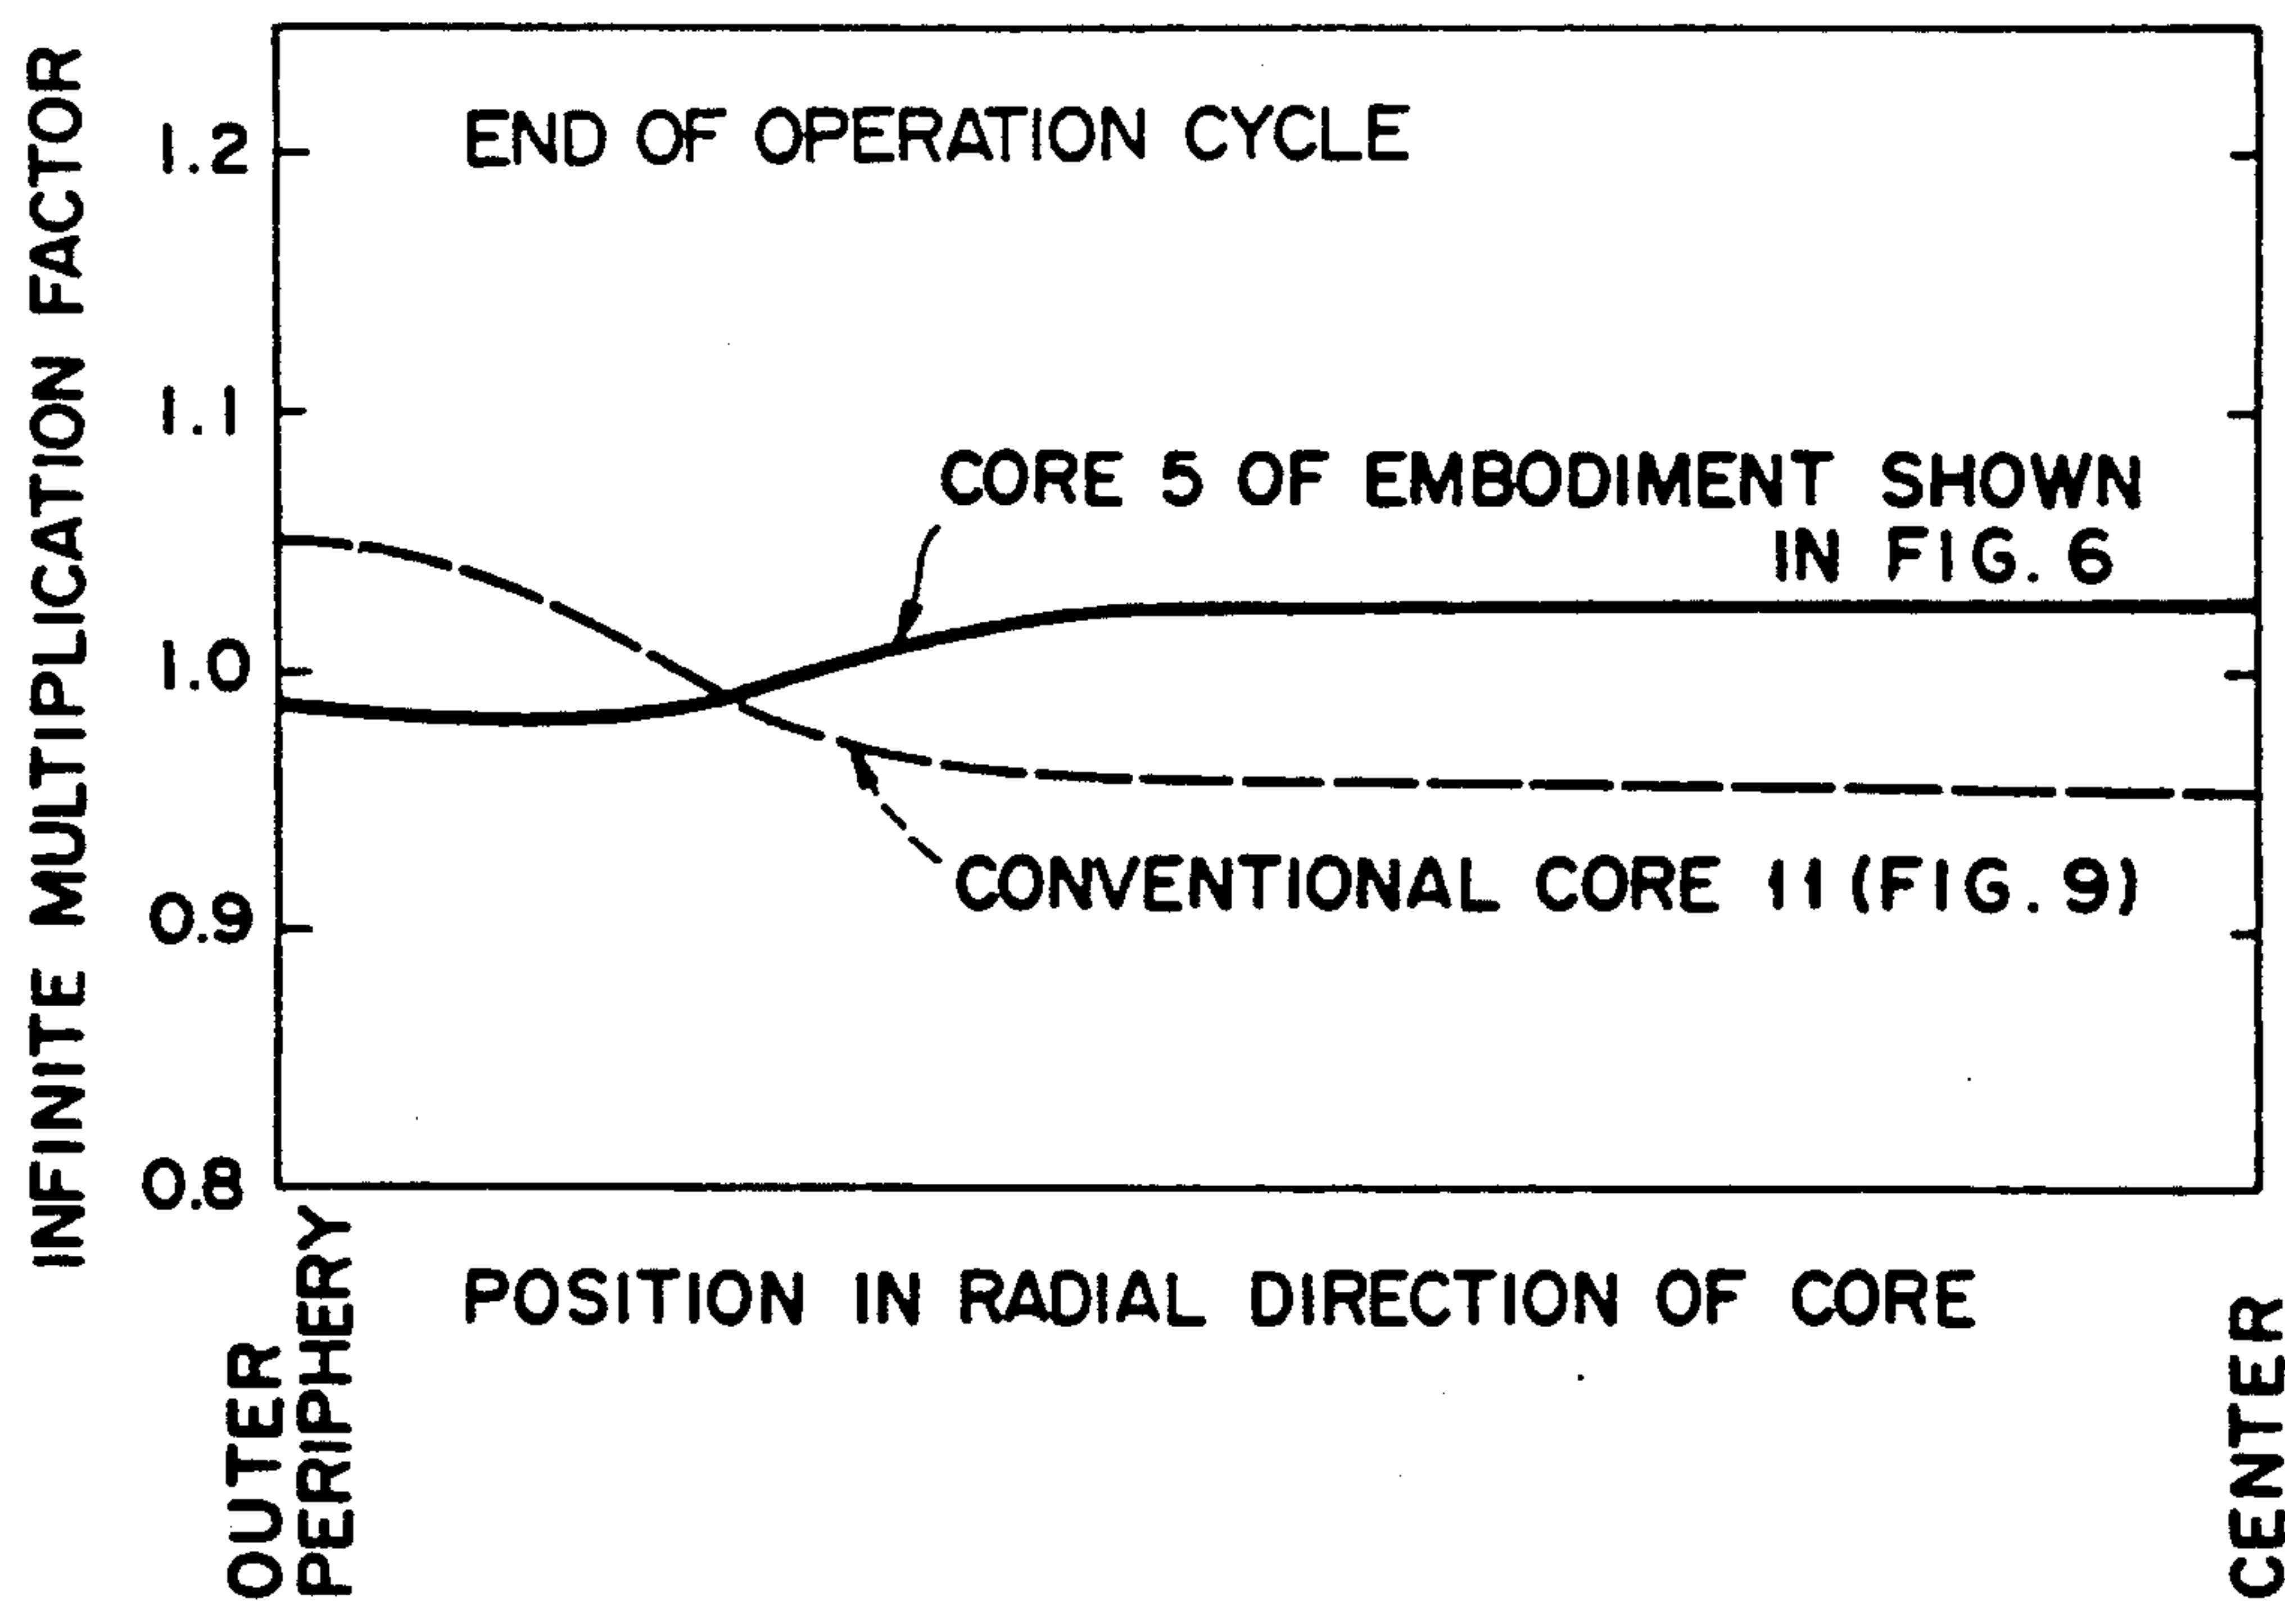 INFINITE MULTIPLICATION FACTOR
1.2
1.1
1.0
0.9
0.8
END OF OPERATION CYCLE
CORE 5 OF EMBODIMENT SHOWN
IN FIG. 6
CONVENTIONAL CORE 11 (FIG. 9)
OUTER
PERIPHERY
POSITION IN RADIAL DIRECTION OF CORE
CENTER